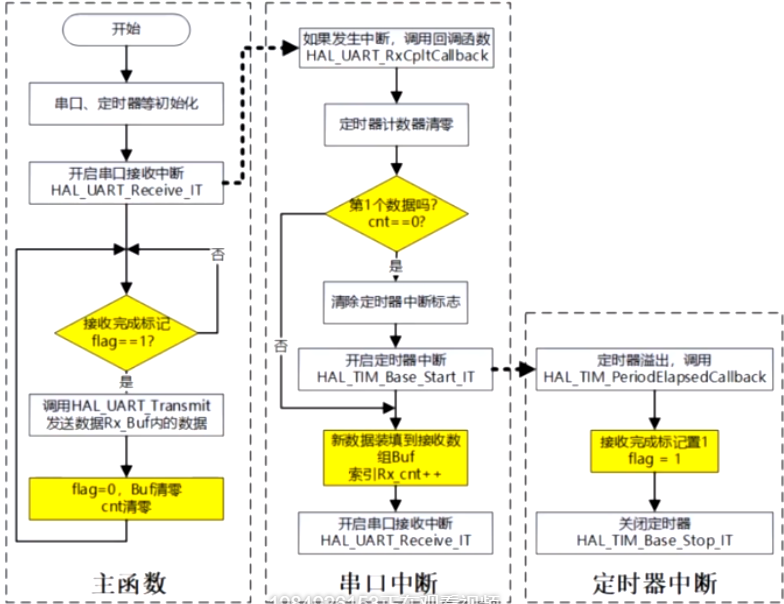 开始
串口、定时器等初始化
开启串口接收中断
HAL_UART_Receive_IT
否
接收完成标记
flag==1?
是
调用HAL_UART_Transmit
发送数据Rx_Buf内的数据
flag=0，Buf清零
cnt清零
主函数
如果发生中断，调用回调函数
HAL_UART_RxCpltCallback
定时器计数器清零
第1个数据吗?
cnt==0?
是
清除定时器中断标志
否
开启定时器中断
HAL_TIM_Base_Start_IT
新数据装填到接收数
组Buf
索引Rx_cnt++
开启串口接收中断
HAL_UART_Receive_IT
串口中断
定时器溢出，调用
HAL_TIM_PeriodElapsedCallback
接收完成标记置1
flag = 1
关闭定时器
HAL_TIM_Base_Stop_IT
定时器中断